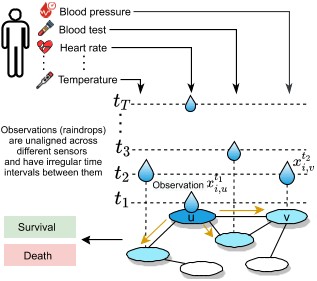 Blood pressure
Blood test
Heart rate
Temperature
t_T
t_3
t_2
t_1
Observations (raindrops)
are unaligned across
different sensors
and have irregular time
intervals between them
Observation x_{i,u}^{t_1}
x_{i,v}^{t_2}
u
v
Survival
Death